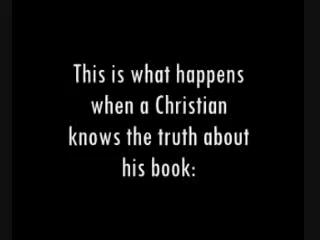 This is what happens
when a Christian
knows the truth about
his book: